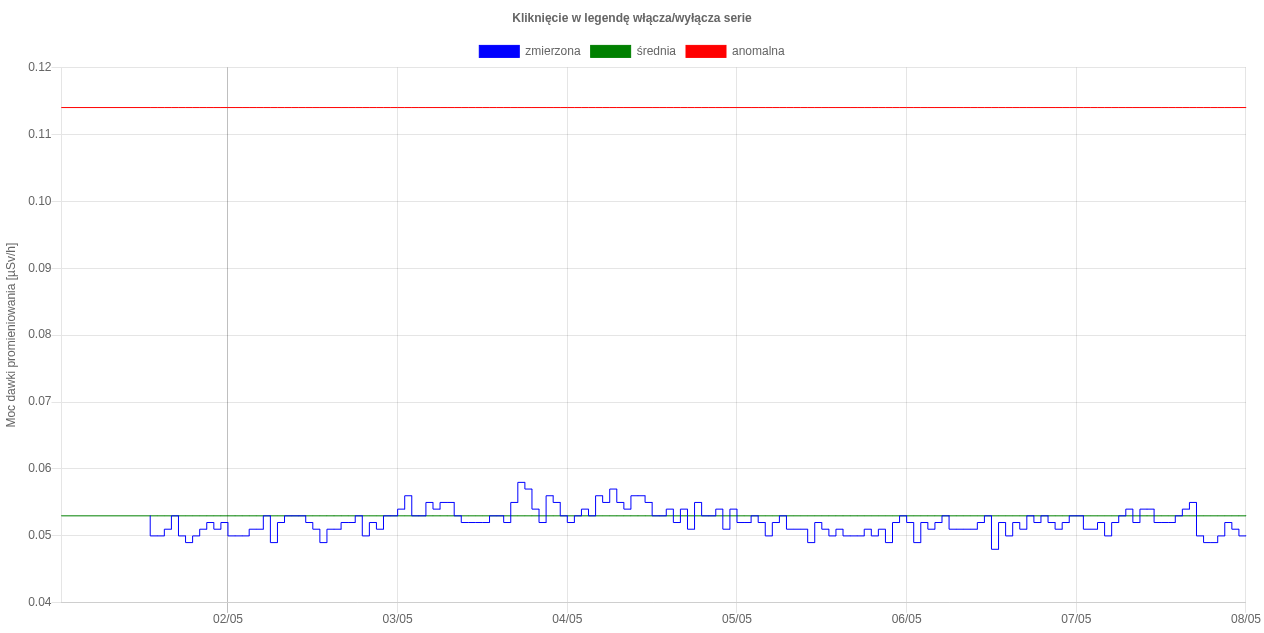 Kliknięcie w legendę włącza/wyłącza serie
zmierzona średnia anomalna
Moc dawki promieniowania [µSv/h]
0.12
0.11
0.10
0.09
0.08
0.07
0.06
0.05
0.04
02/05 03/05 04/05 05/05 06/05 07/05 08/05